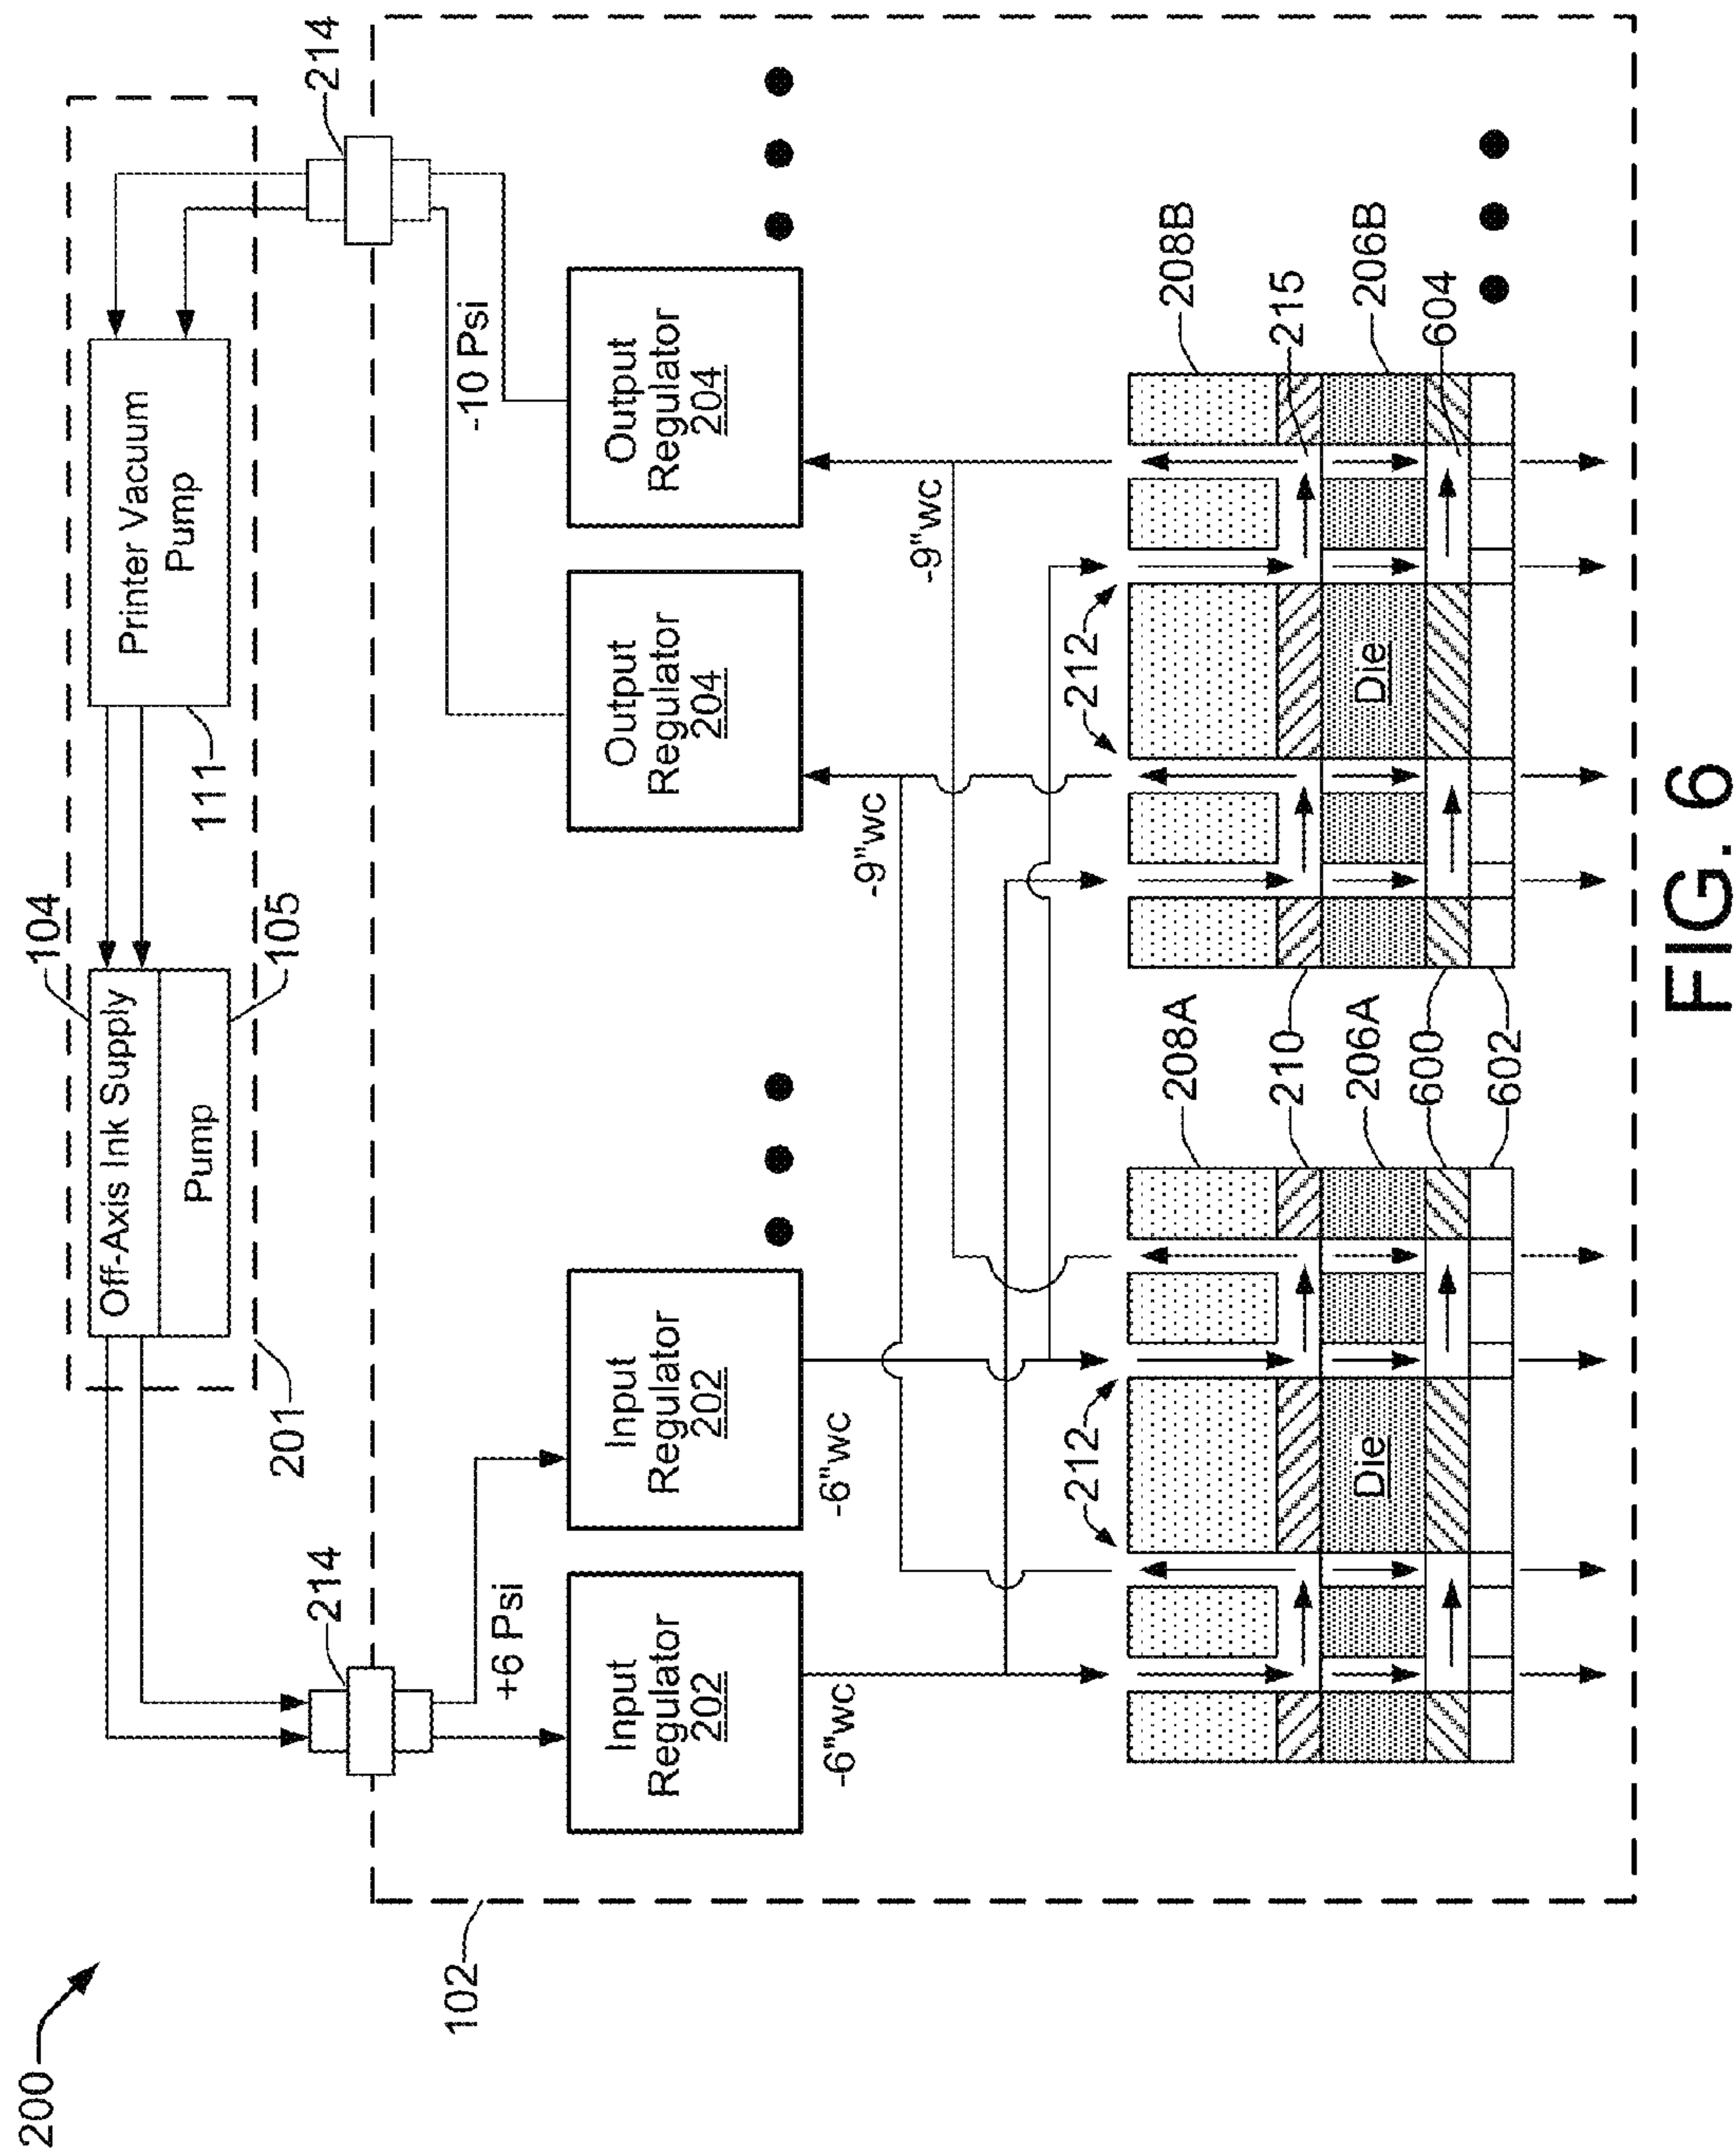 200
104
Off-Axis Ink Supply
Pump
105
201
Printer Vacuum
Pump
111
214
214
102
+6 Psi
-10 Psi
Input
Regulator
202
Input
Regulator
202
Output
Regulator
204
Output
Regulator
204
-6"wc
-6"wc
-9"wc
-9"wc
212
208A
212
208B
210
215
Die
206A
Die
206B
600
604
602
FIG. 6